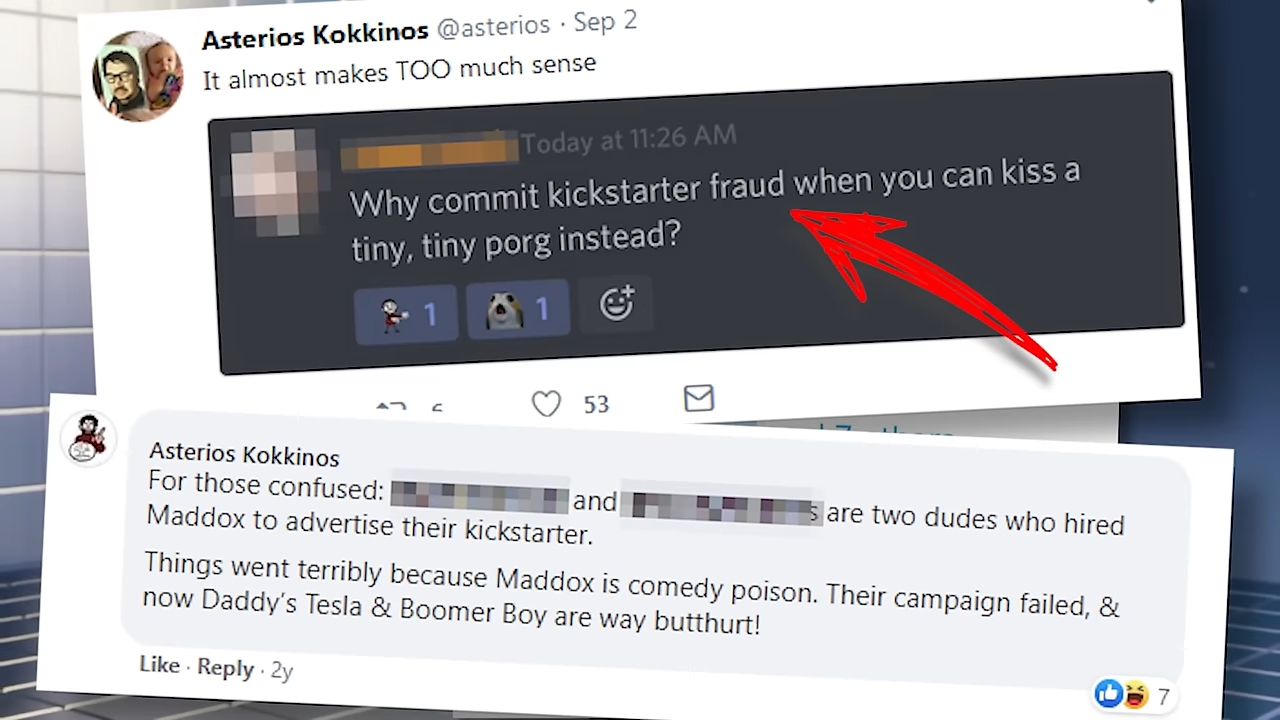 Asterios Kokkinos @asterios · Sep 2
It almost makes TOO much sense
Today at 11:26 AM
Why commit kickstarter fraud when you can kiss a
tiny, tiny porg instead?
1 1
53
Asterios Kokkinos
For those confused: and are two dudes who hired
Maddox to advertise their kickstarter.
Things went terribly because Maddox is comedy poison. Their campaign failed, &
now Daddy's Tesla & Boomer Boy are way butthurt!
Like · Reply · 2y
7